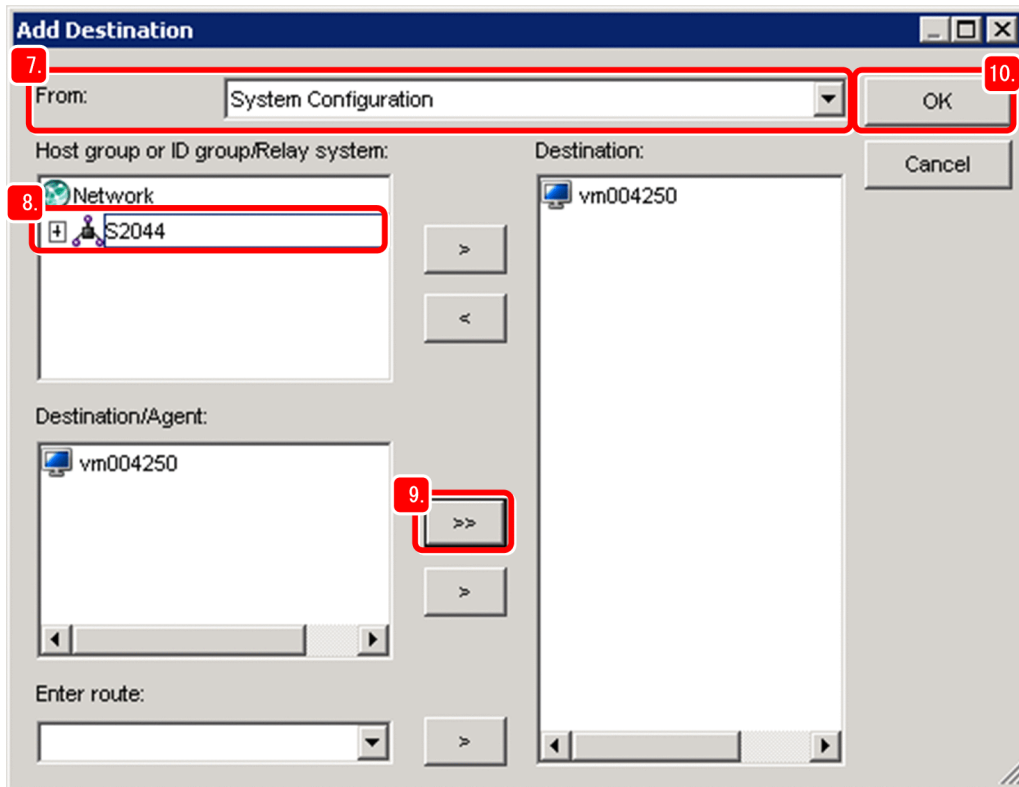 Add Destination
7.
10.
From:
System Configuration
OK
Host group or ID group/Relay system:
Destination:
Cancel
Network
vm004250
8.
S2044
>
<
Destination/Agent:
vm004250
9.
>>
>
Enter route:
>